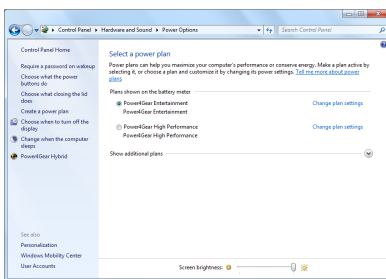 Control Panel ▸ Hardware and Sound ▸ Power Options
Search Control Panel
Control Panel Home
Require a password on wakeup
Choose what the power
buttons do
Choose what closing the lid
does
Create a power plan
Choose when to turn off the
display
Change when the computer
sleeps
Power4Gear Hybrid
See also
Personalization
Windows Mobility Center
User Accounts
Select a power plan
Power plans can help you maximize your computer's performance or conserve energy. Make a plan active by
selecting it, or choose a plan and customize it by changing its power settings. Tell me more about power
plans
Plans shown on the battery meter
Power4Gear Entertainment
Change plan settings
Power4Gear Entertainment
Power4Gear High Performance
Change plan settings
Power4Gear High Performance
Show additional plans
Screen brightness: